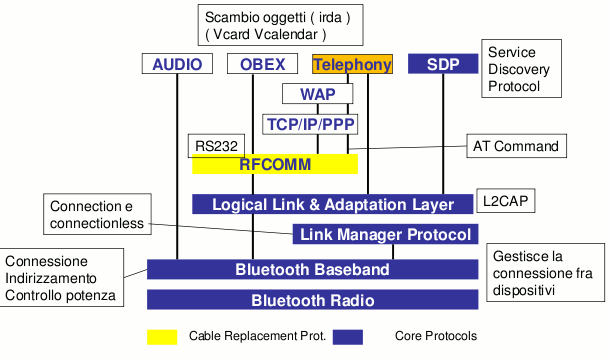 Scambio oggetti ( irda )
( Vcard Vcalendar )
AUDIO
OBEX
Telephony
SDP
Service
Discovery
Protocol
WAP
TCP/IP/PPP
RS232
AT Command
RFCOMM
Logical Link & Adaptation Layer
L2CAP
Connection e
connectionless
Link Manager Protocol
Connessione
Indirizzamento
Controllo potenza
Bluetooth Baseband
Gestisce la
connessione fra
dispositivi
Bluetooth Radio
Cable Replacement Prot.
Core Protocols